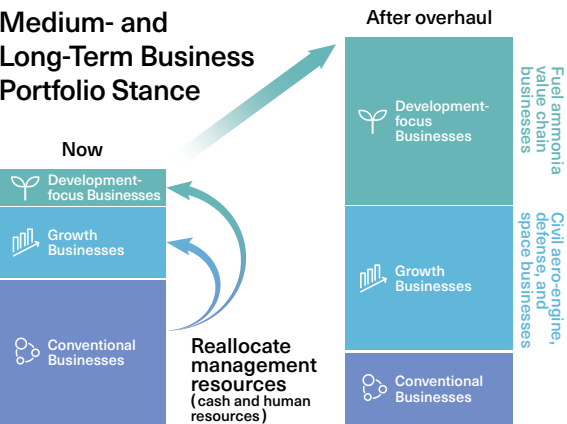 Medium- and
Long-Term Business
Portfolio Stance
Now
Development-
focus Businesses
Growth
Businesses
Conventional
Businesses
Reallocate
management
resources
(cash and human
resources)
After overhaul
Development-
focus
Businesses
Growth
Businesses
Conventional
Businesses
Fuel ammonia
value chain
businesses
Civil aero-engine,
defense, and
space businesses